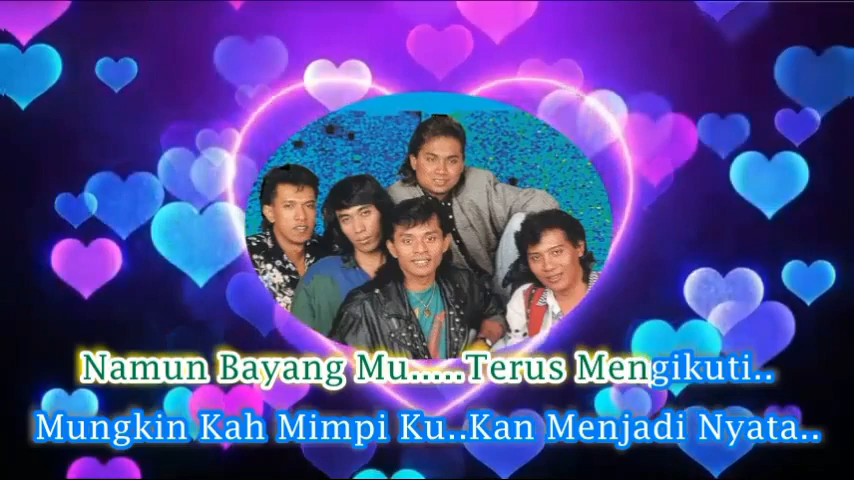 Namun Bayang Mu.....Terus Mengikuti..
Mungkin Kah Mimpi Ku..Kan Menjadi Nyata..